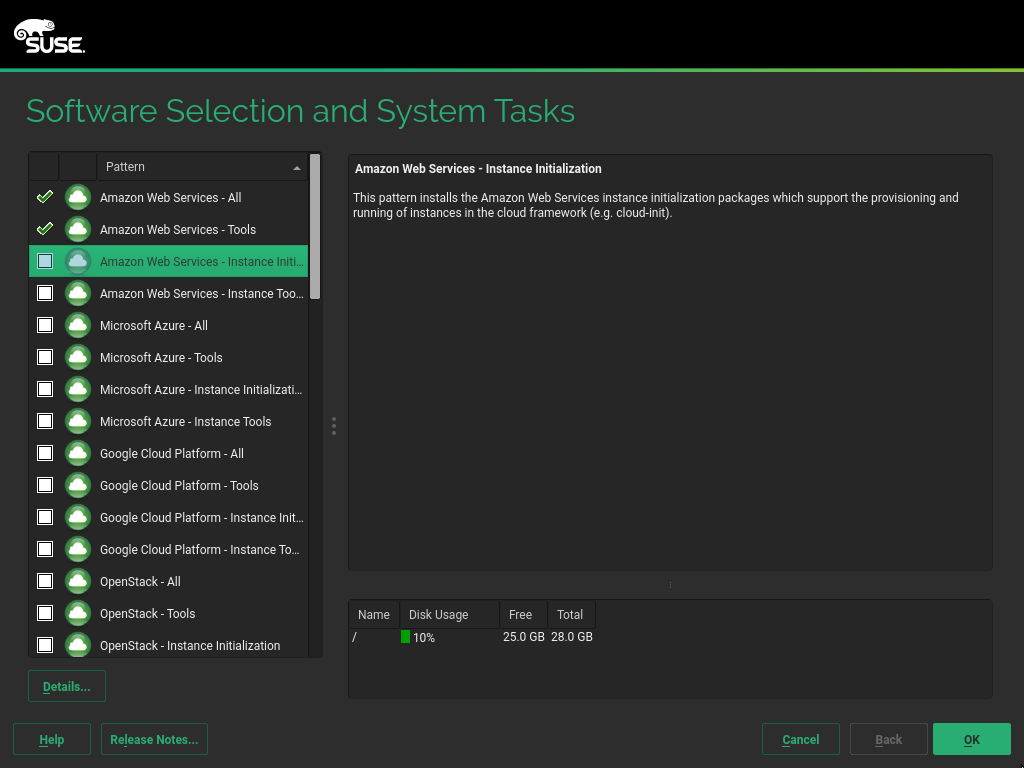 SUSE.
Software Selection and System Tasks
Pattern
Amazon Web Services - All
Amazon Web Services - Tools
Amazon Web Services - Instance Initi...
Amazon Web Services - Instance Too...
Microsoft Azure - All
Microsoft Azure - Tools
Microsoft Azure - Instance Initializati...
Microsoft Azure - Instance Tools
Google Cloud Platform - All
Google Cloud Platform - Tools
Google Cloud Platform - Instance Init...
Google Cloud Platform - Instance To...
OpenStack - All
OpenStack - Tools
OpenStack - Instance Initialization
Amazon Web Services - Instance Initialization
This pattern installs the Amazon Web Services instance initialization packages which support the provisioning and
running of instances in the cloud framework (e.g. cloud-init).
Name Disk Usage Free Total
/ 10% 25.0 GB 28.0 GB
Details...
Help Release Notes... Cancel Back OK